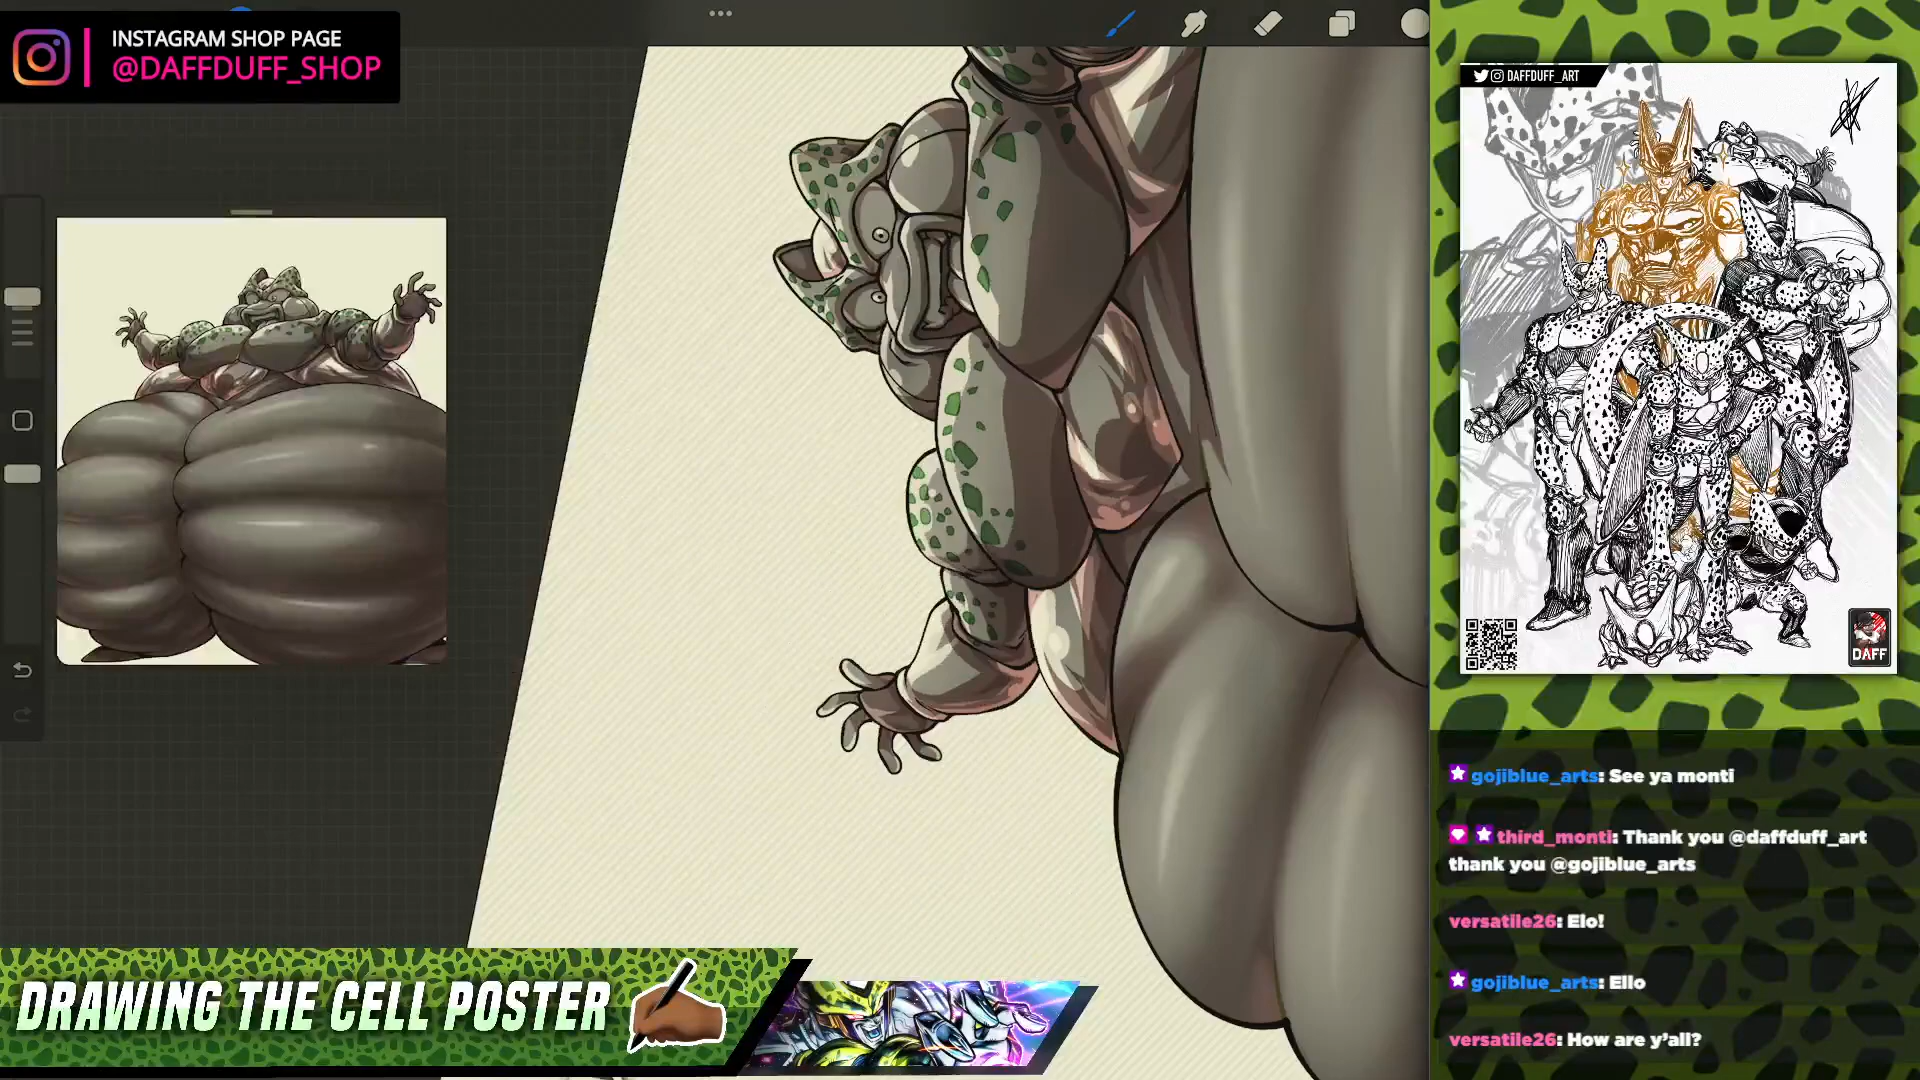 INSTAGRAM SHOP PAGE
@DAFFDUFF_SHOP
DAFFDUFF_ART
DAFF
gojiblue_arts: See ya monti
third_monti: Thank you @daffduff_art
thank you @gojiblue_arts
versatile26: Elo!
gojiblue_arts: Ello
versatile26: How are y'all?
DRAWING THE CELL POSTER